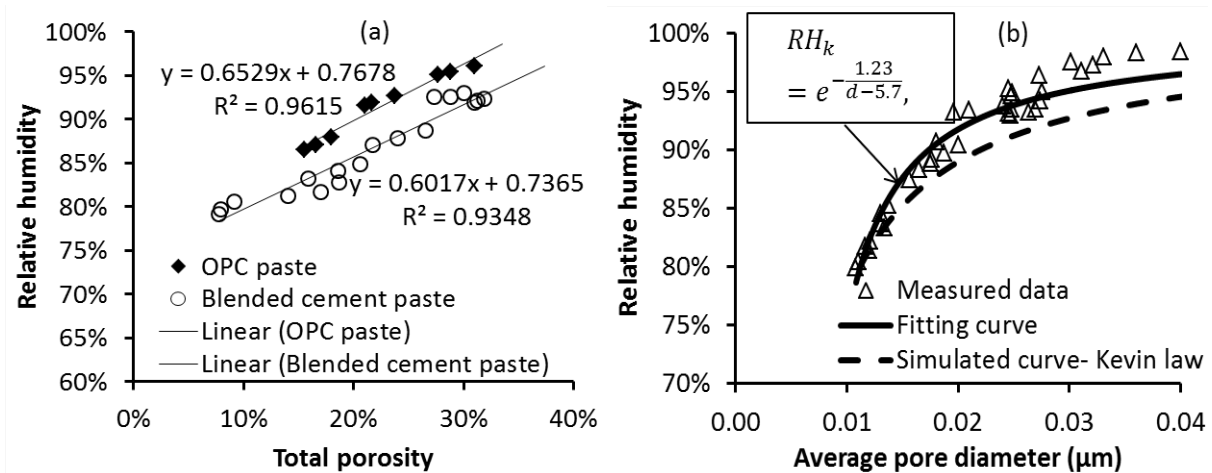 (a)
100%
95%
90%
85%
80%
75%
70%
65%
60%
Relative humidity
y = 0.6529x + 0.7678
R² = 0.9615
y = 0.6017x + 0.7365
R² = 0.9348
OPC paste
Blended cement paste
Linear (OPC paste)
Linear (Blended cement paste)
0% 10% 20% 30% 40%
Total porosity
(b)
100%
95%
90%
85%
80%
75%
70%
Relative humidity
RHₖ
= e^{-\frac{1.23}{d-5.7}},
Measured data
Fitting curve
Simulated curve- Kevin law
0.00 0.01 0.02 0.03 0.04
Average pore diameter (µm)